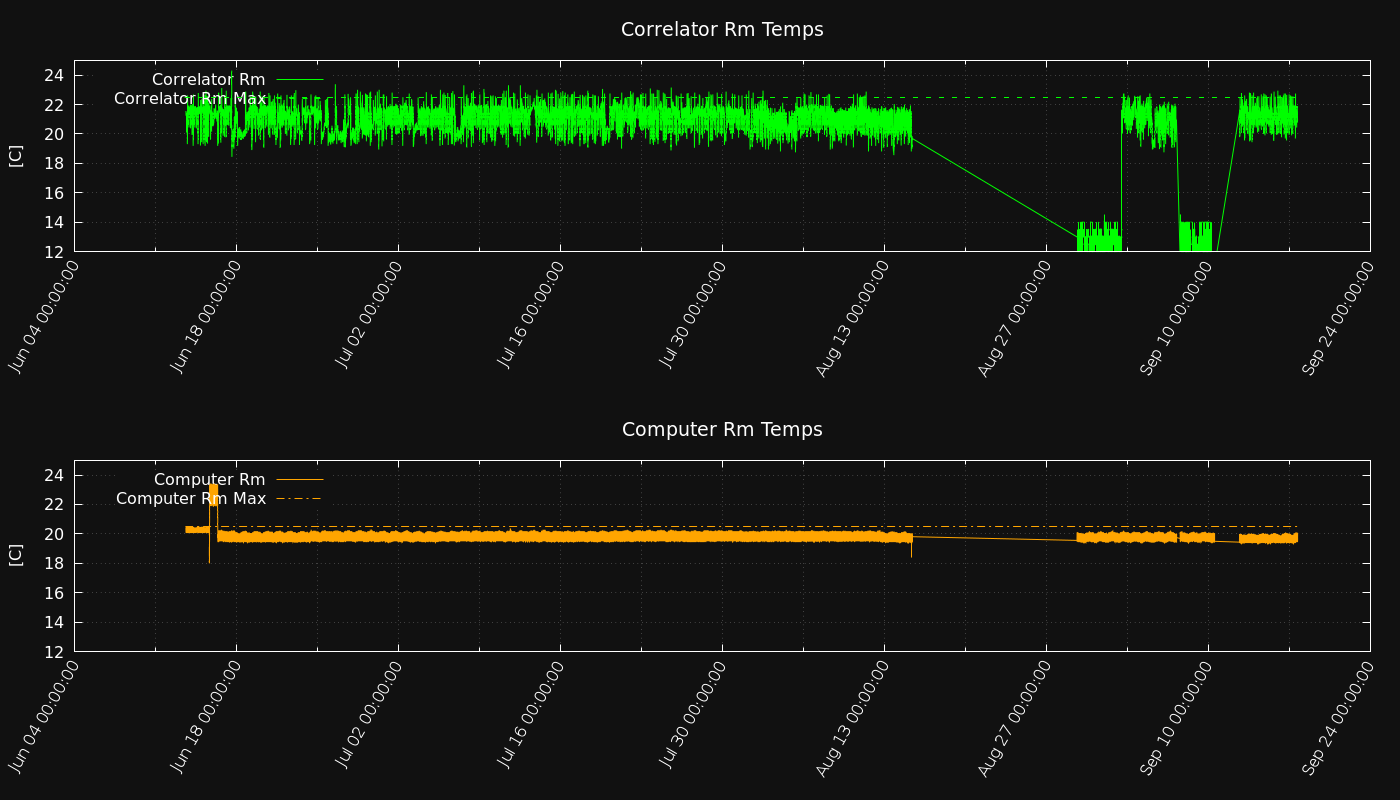 Correlator Rm Temps
Correlator Rm
Correlator Rm Max
24
22
20
18
16
14
12
[C]
Jun 04 00:00:00
Jun 18 00:00:00
Jul 02 00:00:00
Jul 16 00:00:00
Jul 30 00:00:00
Aug 13 00:00:00
Aug 27 00:00:00
Sep 10 00:00:00
Sep 24 00:00:00
Computer Rm Temps
Computer Rm
Computer Rm Max
24
22
20
18
16
14
12
[C]
Jun 04 00:00:00
Jun 18 00:00:00
Jul 02 00:00:00
Jul 16 00:00:00
Jul 30 00:00:00
Aug 13 00:00:00
Aug 27 00:00:00
Sep 10 00:00:00
Sep 24 00:00:00